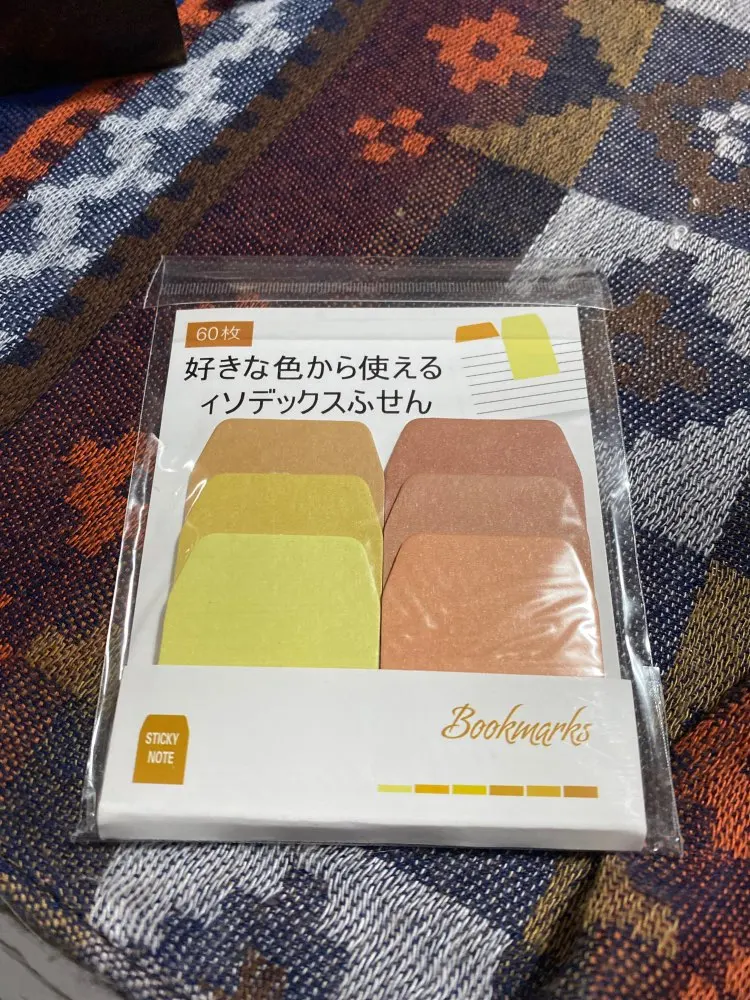 60枚
好きな色から使える
ィソデックスふせん
Bookmarks
STICKY
NOTE